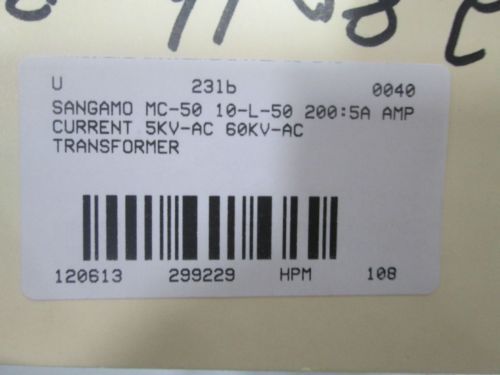 U 231b 0040
SANGAMO MC-50 10-L-50 200:5A AMP
CURRENT 5KV-AC 60KV-AC
TRANSFORMER
120613 299229 HPM 108